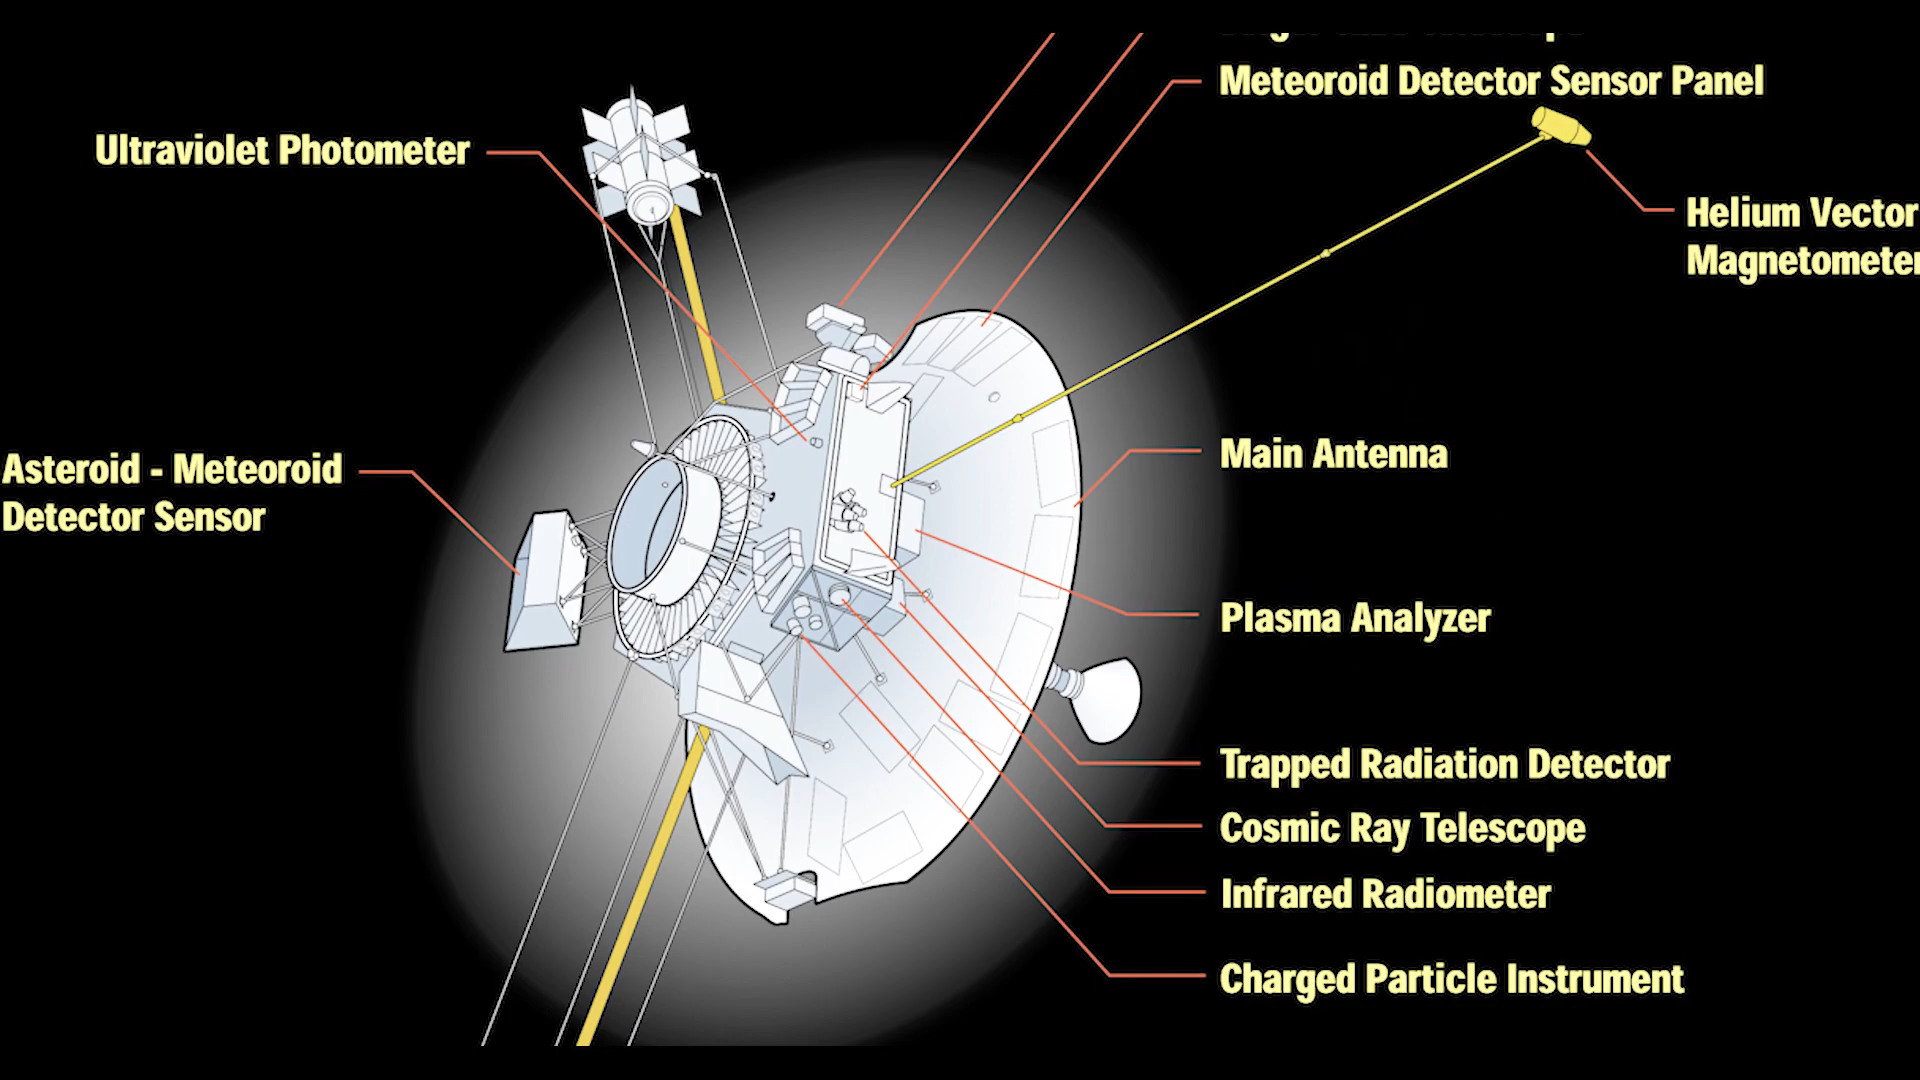 Meteoroid Detector Sensor Panel
Ultraviolet Photometer
Helium Vector
Magnetometer
Asteroid - Meteoroid
Detector Sensor
Main Antenna
Plasma Analyzer
Trapped Radiation Detector
Cosmic Ray Telescope
Infrared Radiometer
Charged Particle Instrument